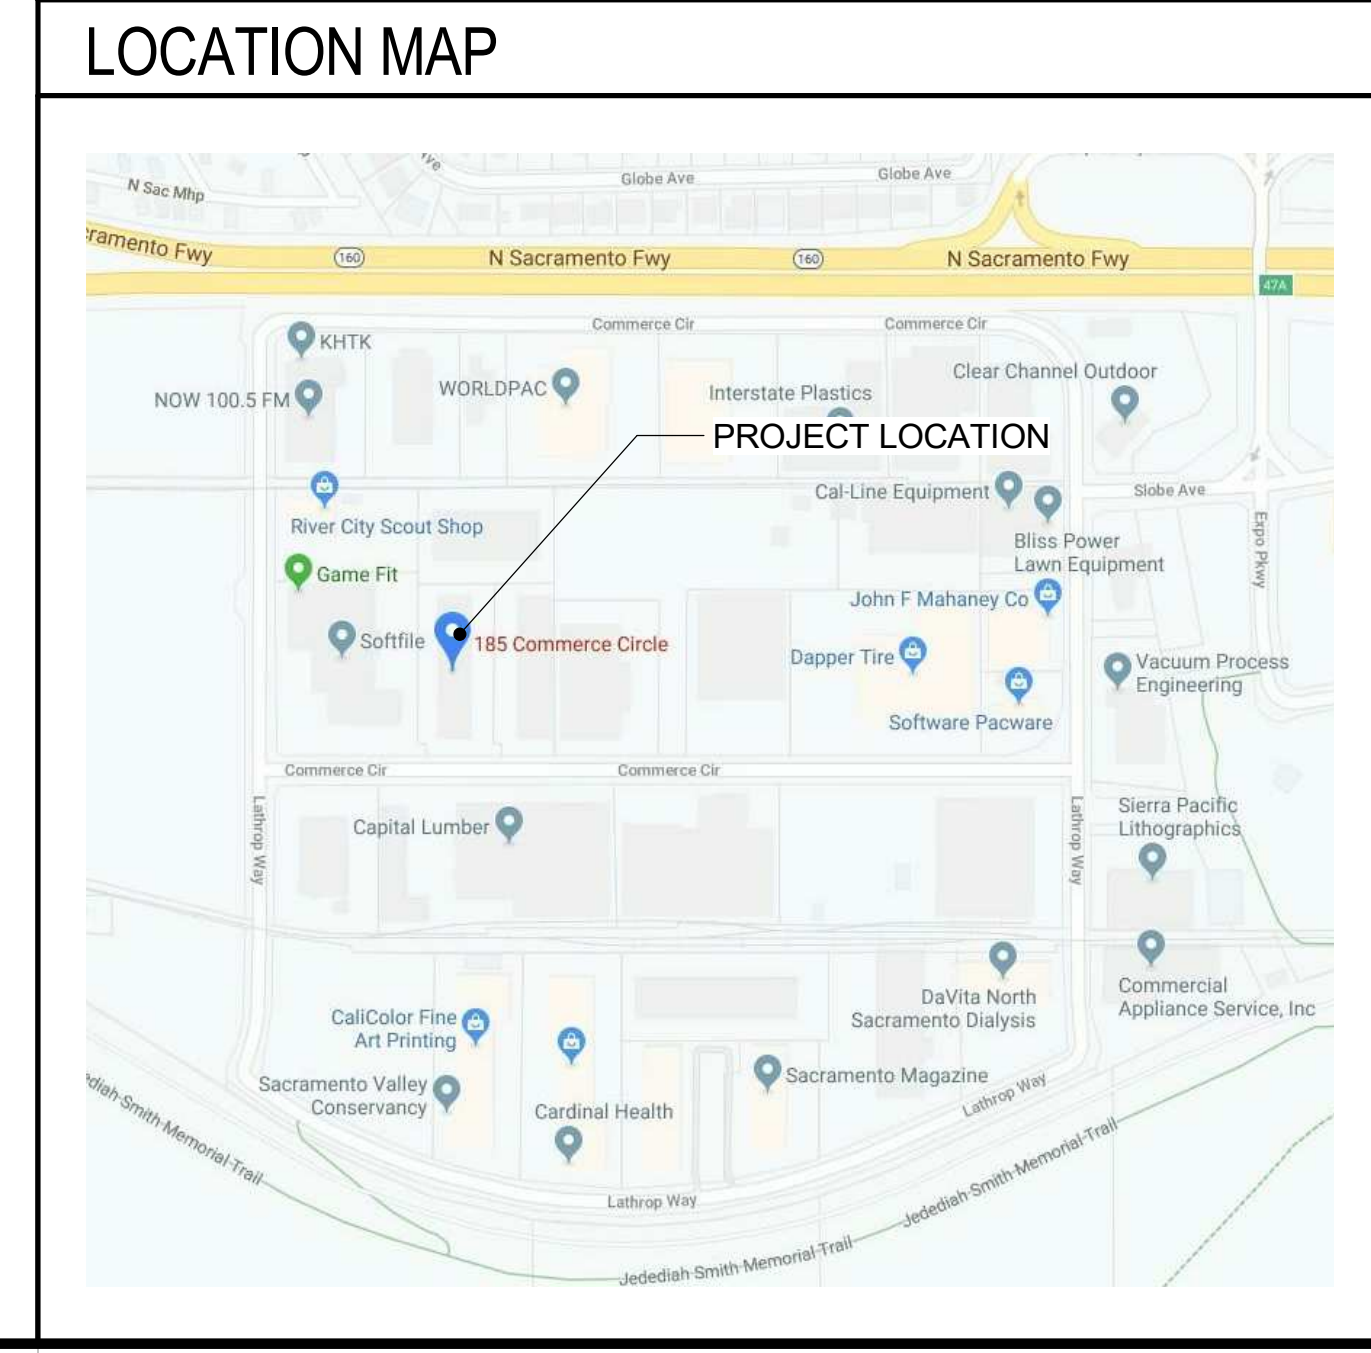 LOCATION MAP
Globe Ave
Globe Ave
N Sac Mhp
Fwy
160
N Sacramento Fwy
160
N Sacramento Fwy
47A
Commerce Cir
Commerce Cir
KHTK
Clear Channel Outdoor
NOW 100.5 FM
WORLDPAC
Interstate Plastics
PROJECT LOCATION
Cal-Line Equipment
Slobe Ave
River City Scout Shop
Expo Pkwy
Bliss Power
Lawn Equipment
Game Fit
John F Mahaney Co
Softfile
185 Commerce Circle
Dapper Tire
Vacuum Process
Engineering
Software Pacware
Commerce Cir
Commerce Cir
Lathrop Way
Lathrop Way
Sierra Pacific
Lithographics
Capital Lumber
DaVita North
Sacramento Dialysis
Commercial
Appliance Service, Inc
CaliColor Fine
Art Printing
Sacramento Valley
Conservancy
Sacramento Magazine
Cardinal Health
Lathrop Way
Smith Memorial Trail
Lathrop Way
Jedediah Smith Memorial Trail
Jedediah Smith Memorial Trail